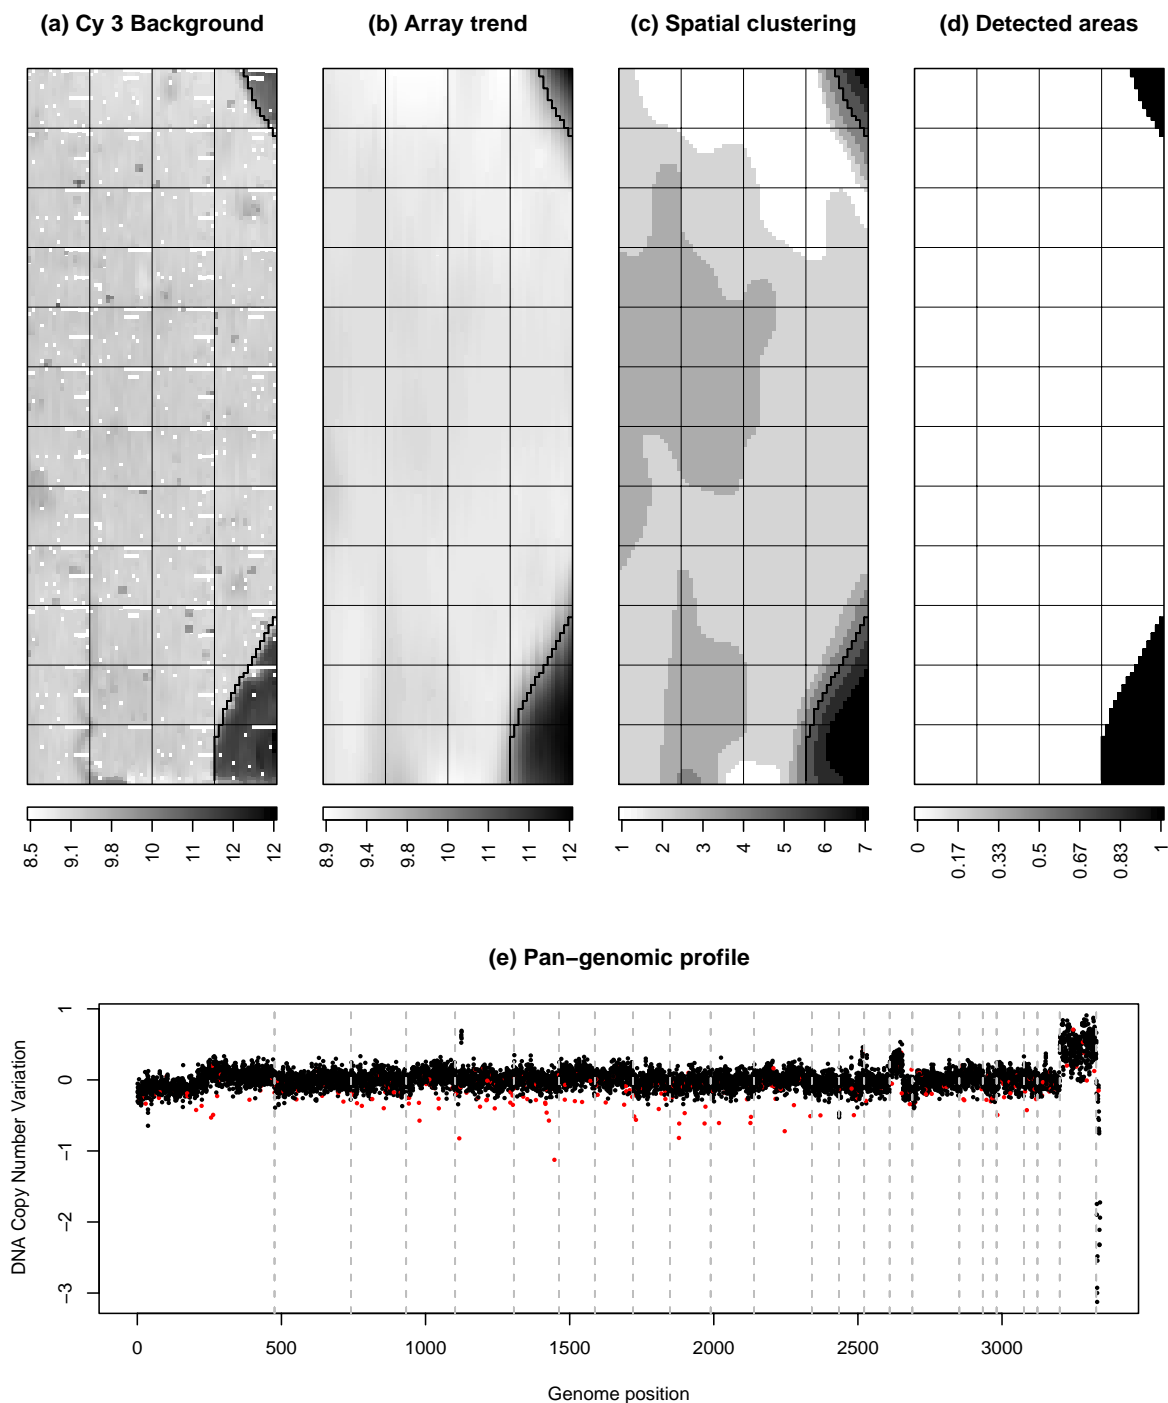 (a) Cy 3 Background (b) Array trend (c) Spatial clustering (d) Detected areas
8.5 9.1 9.8 10 11 12 12 8.9 9.4 9.8 10 11 11 12 1 2 3 4 5 6 7 0 0.17 0.33 0.5 0.67 0.83 1
(e) Pan−genomic profile
DNA Copy Number Variation
1
0
−1
−2
−3
0 500 1000 1500 2000 2500 3000
Genome position